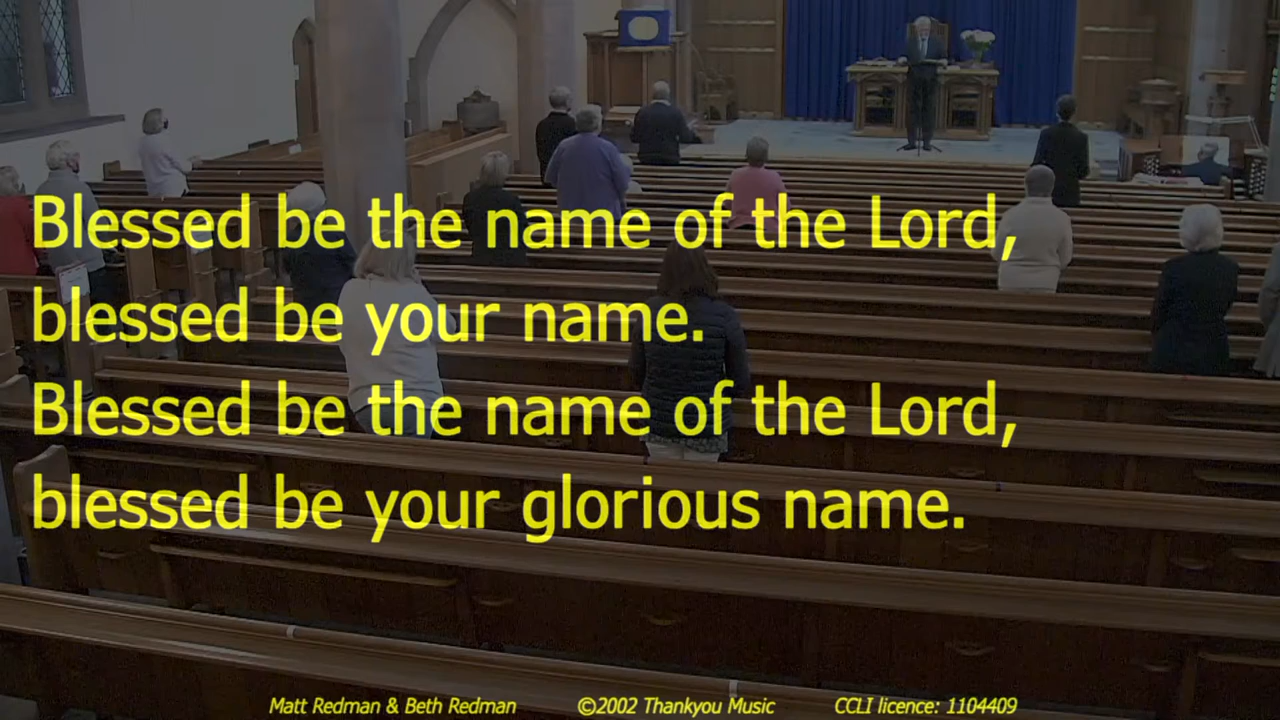 Blessed be the name of the Lord,
blessed be your name.
Blessed be the name of the Lord,
blessed be your glorious name.
Matt Redman & Beth Redman ©2002 Thankyou Music CCLI licence: 1104409